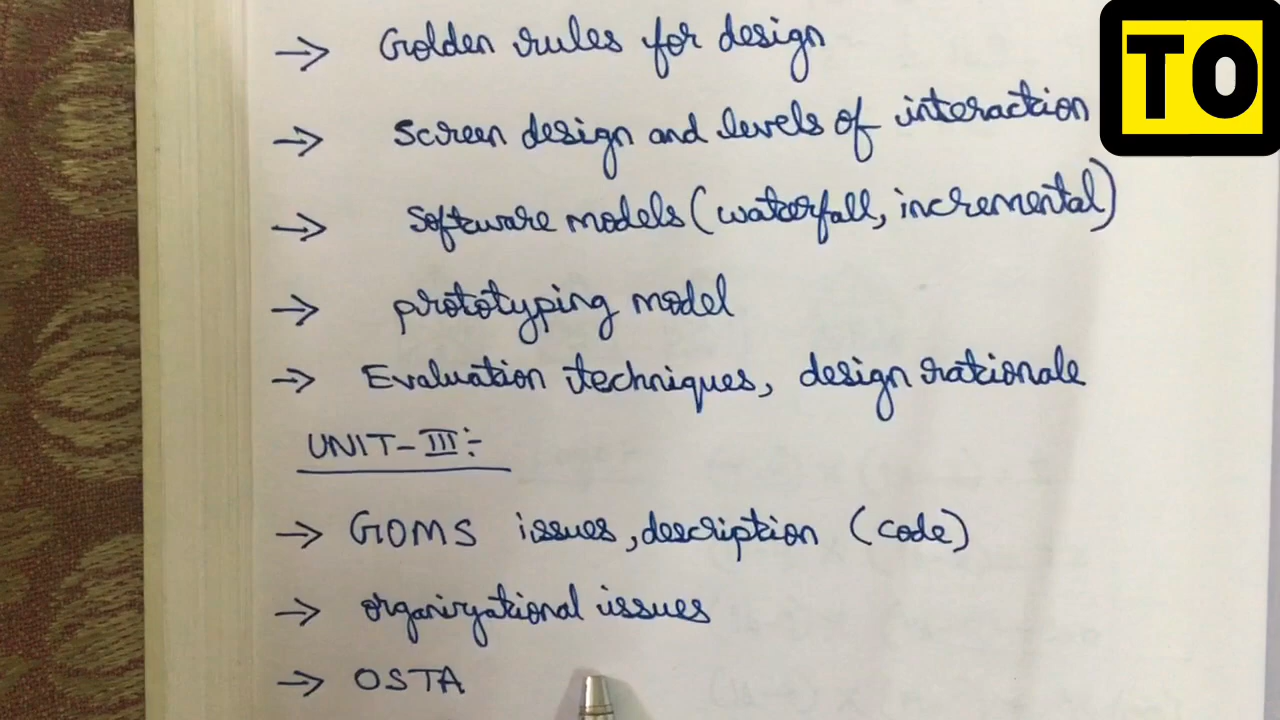 → Golden rules for design
TO
→ Screen design and levels of interaction
→ Software models (waterfall, incremental)
→ prototyping model
→ Evaluation techniques, design rationale
UNIT-III:-
→ GOMS issues, description (code)
→ organizational issues
→ OSTA